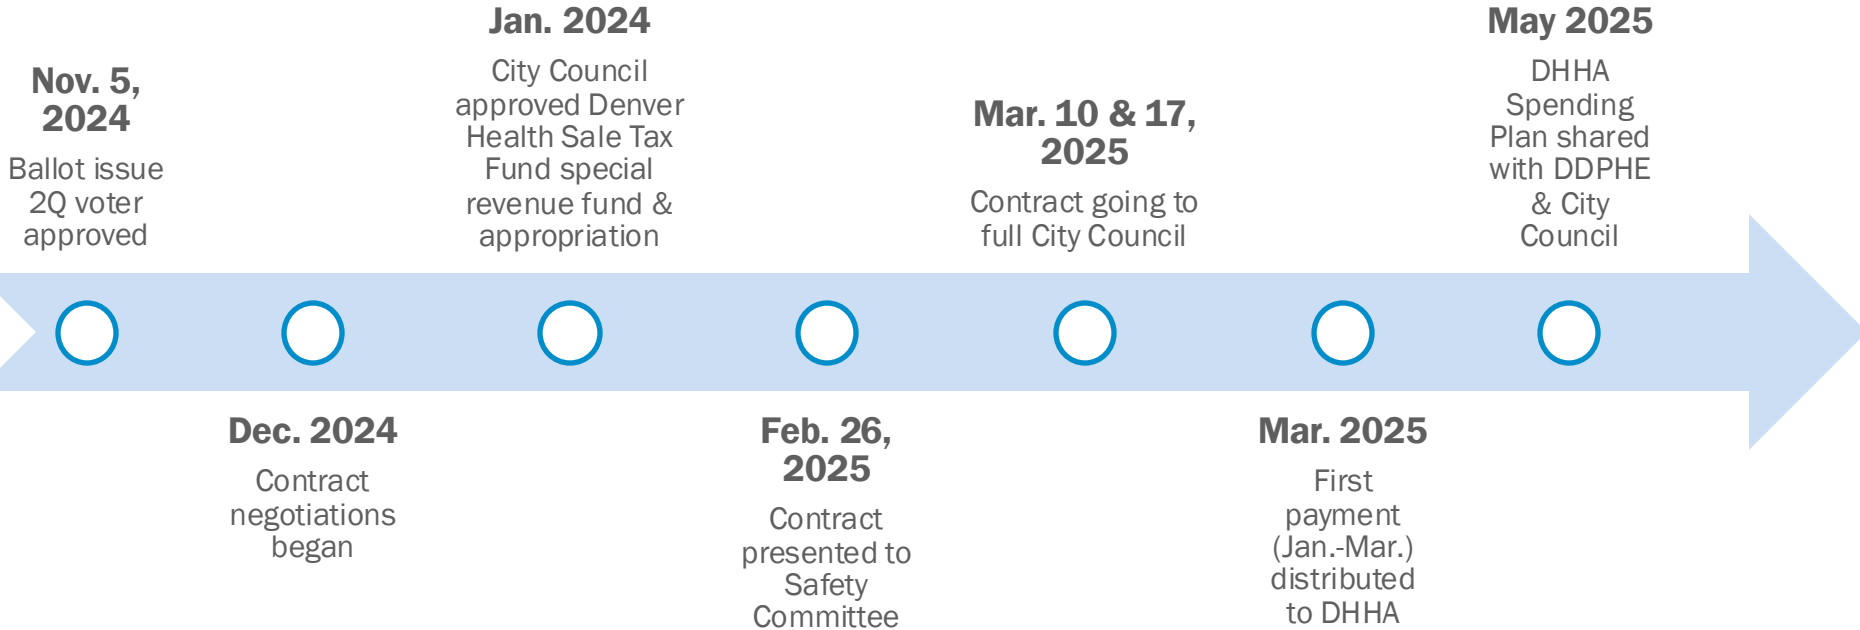 Nov. 5,
2024
Ballot issue
2Q voter
approved
Dec. 2024
Contract
negotiations
began
Jan. 2024
City Council
approved Denver
Health Sale Tax
Fund special
revenue fund &
appropriation
Feb. 26,
2025
Contract
presented to
Safety
Committee
Mar. 10 & 17,
2025
Contract going to
full City Council
Mar. 2025
First
payment
(Jan.-Mar.)
distributed
to DHHA
May 2025
DHHA
Spending
Plan shared
with DDPHE
& City
Council